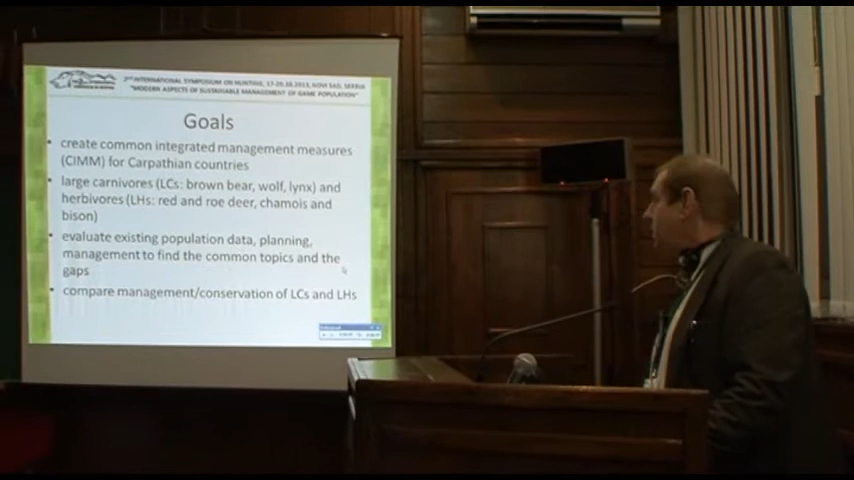 2ND INTERNATIONAL SYMPOSIUM ON HUNTING, 17-20.10.2013, NOVI SAD, SERBIA
"MODERN ASPECTS OF SUSTAINABLE MANAGEMENT OF GAME POPULATION"
Goals
• create common integrated management measures
(CIMM) for Carpathian countries
• large carnivores (LCs: brown bear, wolf, lynx) and
herbivores (LHs: red and roe deer, chamois and
bison)
• evaluate existing population data, planning,
management to find the common topics and the
gaps
• compare management/conservation of LCs and LHs